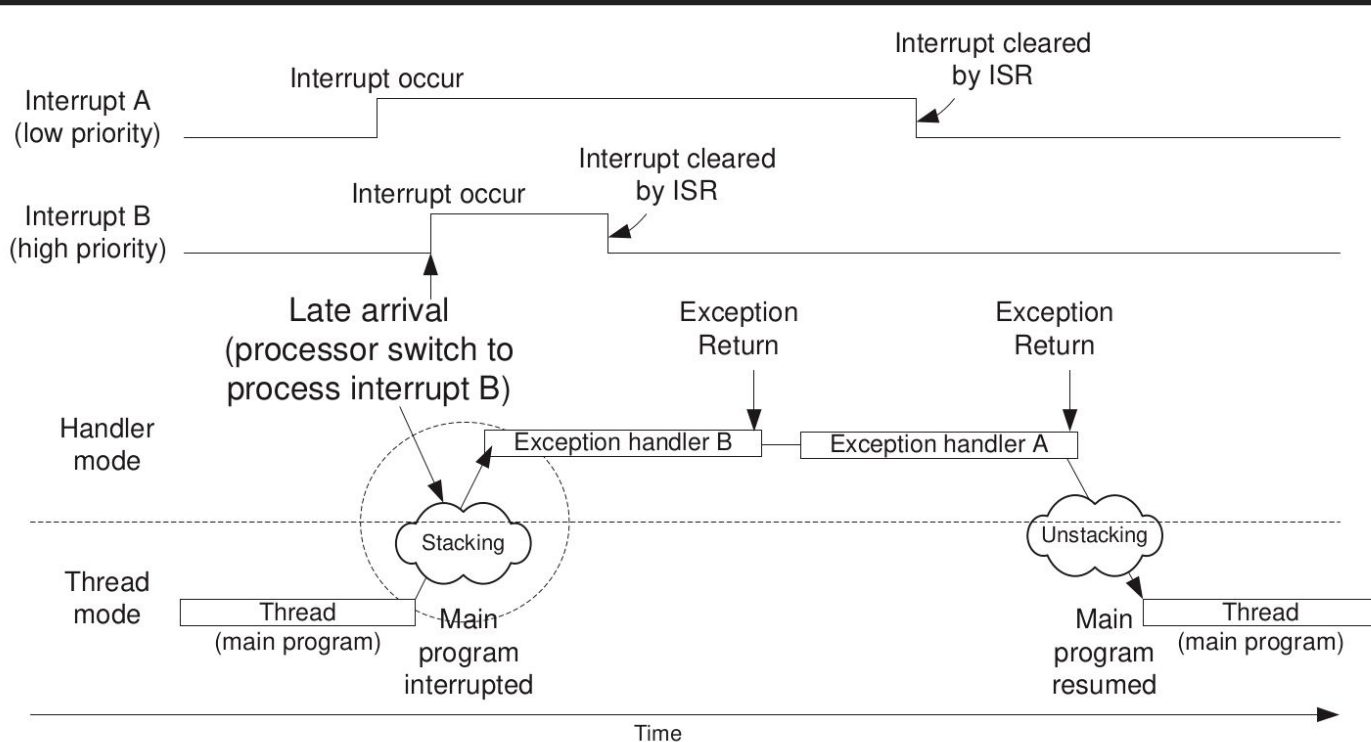 Interrupt cleared
by ISR
Interrupt occur
Interrupt A
(low priority)
Interrupt cleared
by ISR
Interrupt occur
Interrupt B
(high priority)
Late arrival
(processor switch to
process interrupt B)
Exception
Return
Exception
Return
Handler
mode
Exception handler B
Exception handler A
Stacking
Unstacking
Thread
mode
Thread
(main program)
Main
program
interrupted
Main
program
resumed
Thread
(main program)
Time